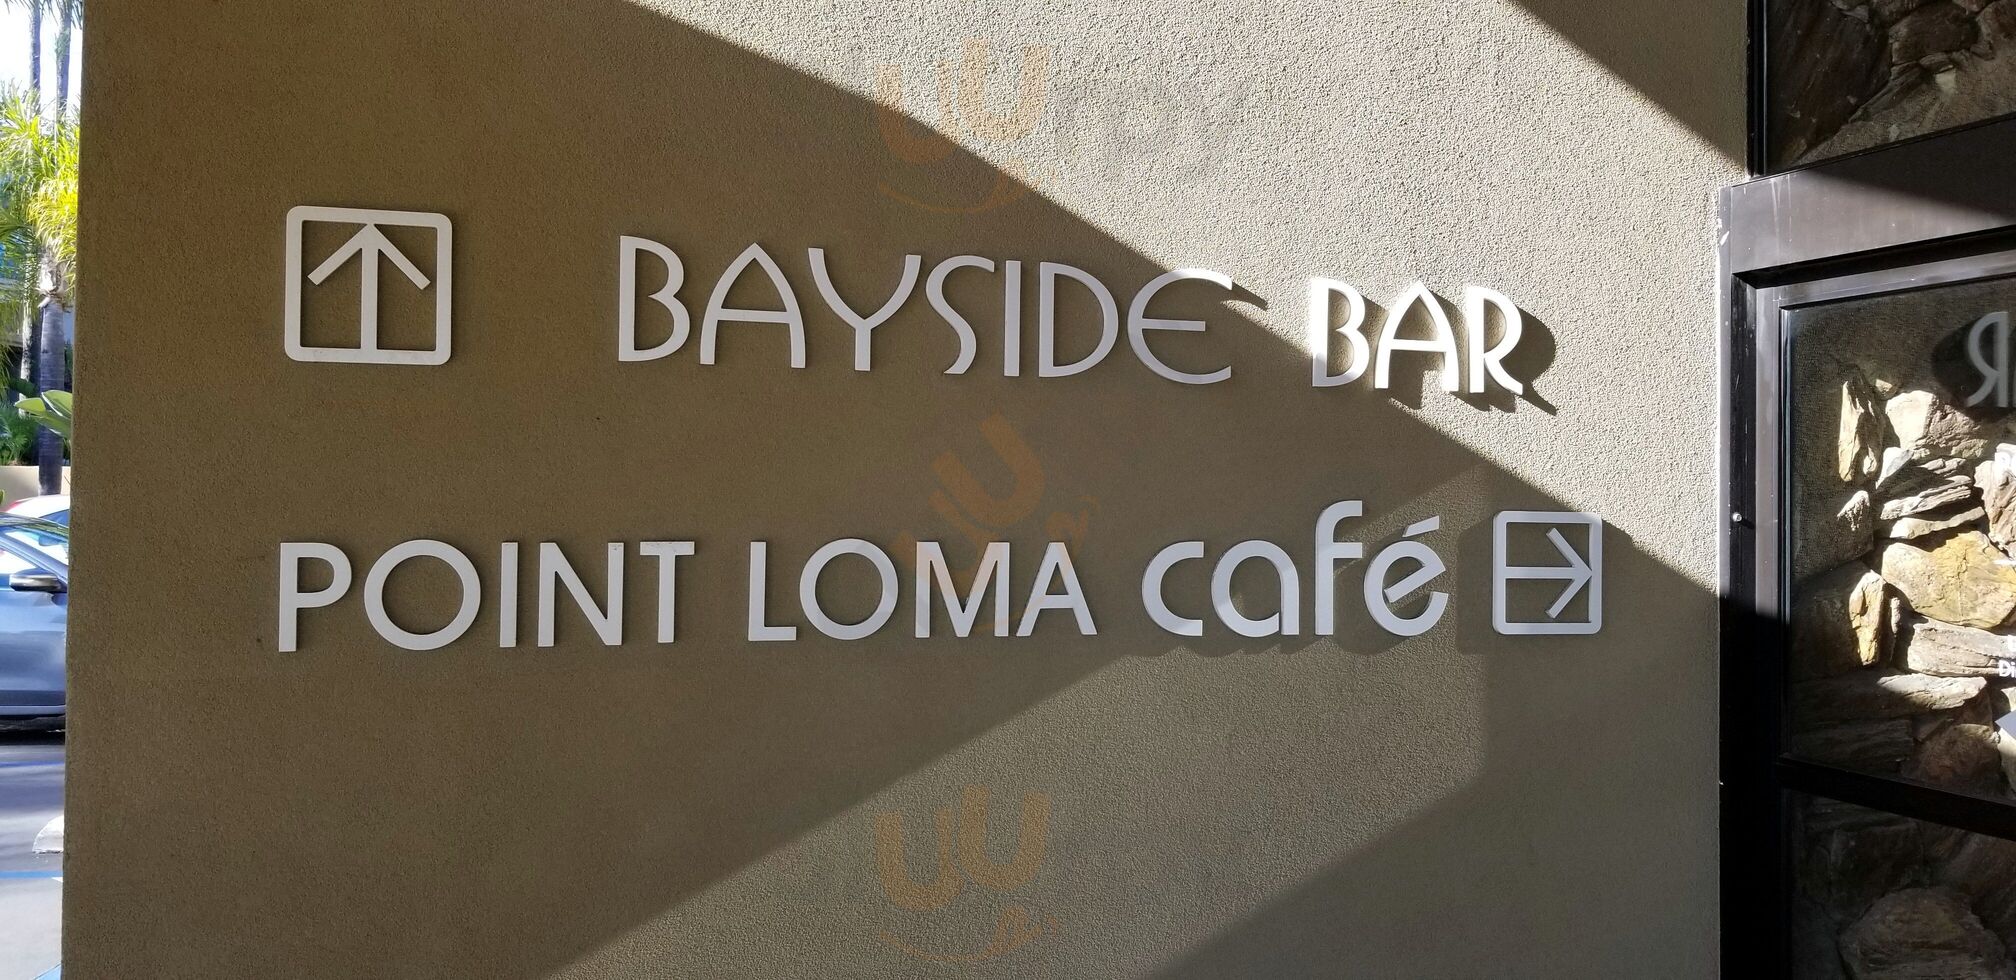 BAYSIDE BAR
POINT LOMA café